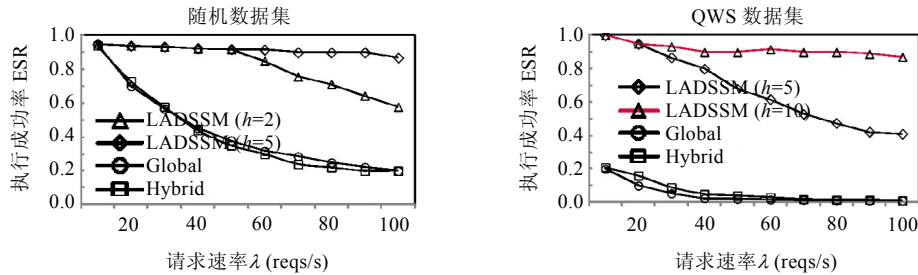 随机数据集
1.0
0.8
0.6
0.4
0.2
0.0
执行成功率 ESR
LADSSM (h=2)
LADSSM (h=5)
Global
Hybrid
20 40 60 80 100
请求速率λ (reqs/s)
QWS 数据集
1.0
0.8
0.6
0.4
0.2
0.0
执行成功率 ESR
LADSSM (h=5)
LADSSM (h=10)
Global
Hybrid
20 40 60 80 100
请求速率λ (reqs/s)